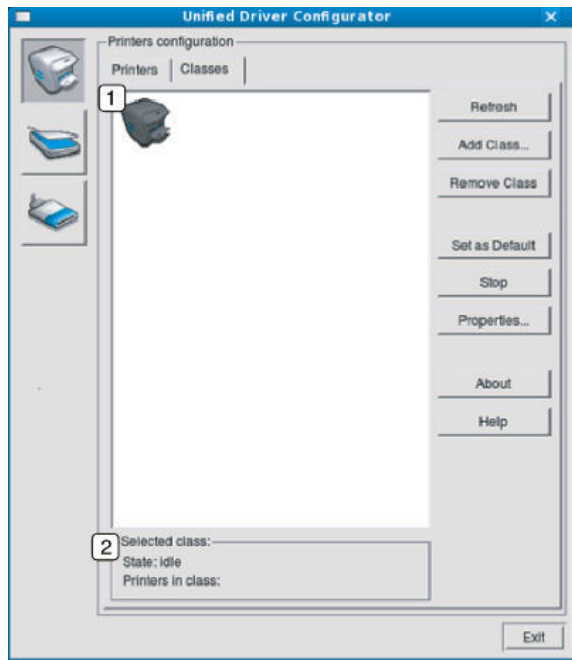 Unified Driver Configurator
Printers configuration
Printers Classes
1
Refresh
Add Class...
Remove Class
Set as Default
Stop
Properties...
About
Help
2 Selected class:
State: idle
Printers in class:
Exit